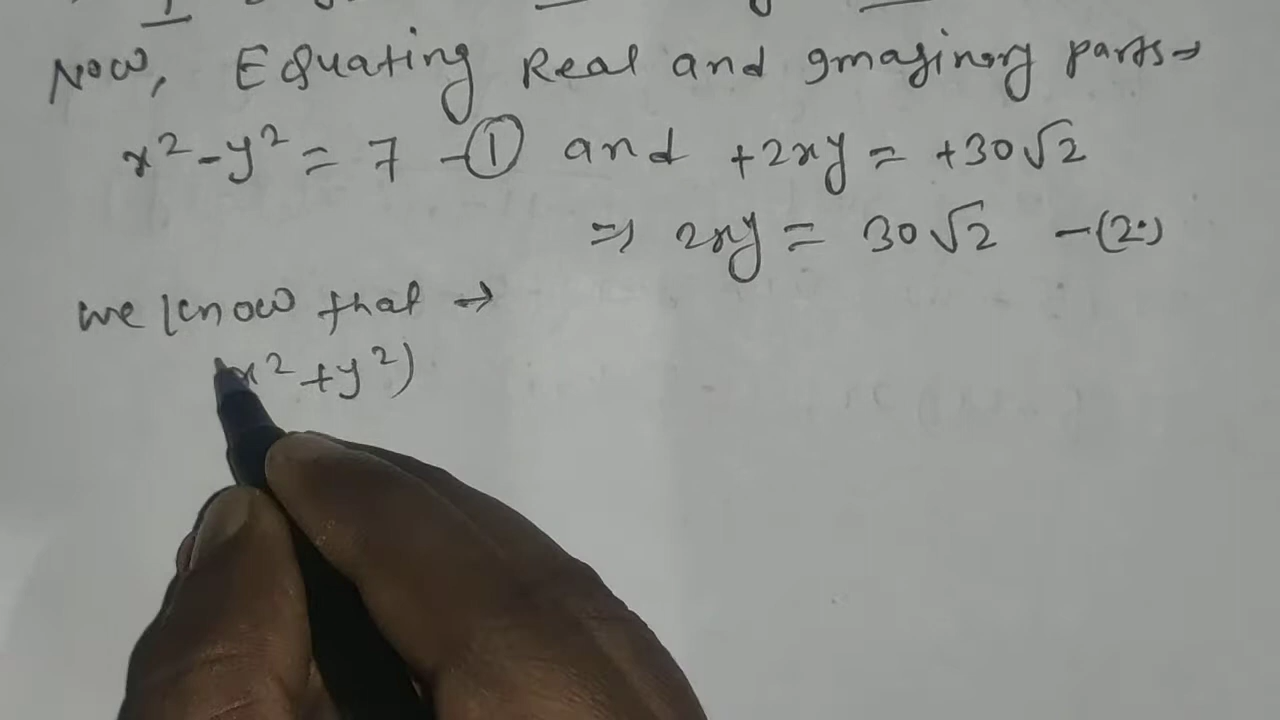 Now, Equating Real and Imaginary parts→
x² - y² = 7 -① and +2xy = +30√2
⇒ 2xy = 30√2 -(2.)
we know that →
x² + y²)